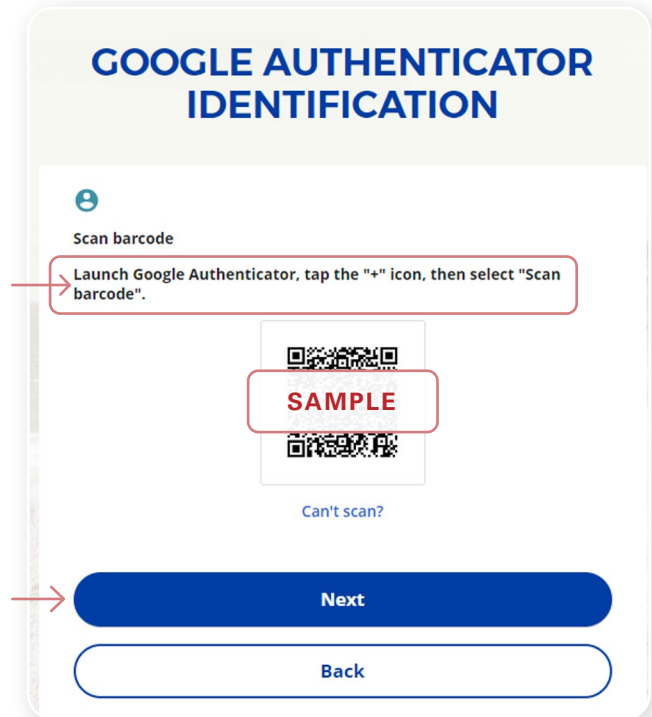 GOOGLE AUTHENTICATOR
IDENTIFICATION
Scan barcode
Launch Google Authenticator, tap the "+" icon, then select "Scan
barcode".
SAMPLE
Can't scan?
Next
Back